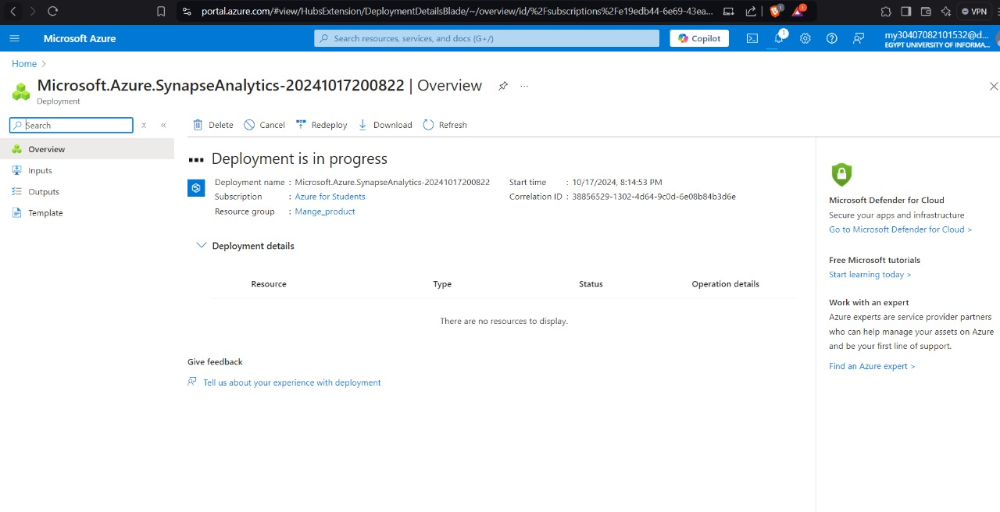 portal.azure.com/#view/HubsExtension/DeploymentDetailsBlade/~/overview/id/%2Fsubscriptions%2Fe19edb44-6e69-43ea...
1
1
VPN
Microsoft Azure
Search resources, services, and docs (G+/)
Copilot
1
my30407082101532@d...
EGYPT UNIVERSITY OF INFORMA...
Home >
Microsoft.Azure.SynapseAnalytics-20241017200822 | Overview
...
Deployment
Search
Delete
Cancel
Redeploy
Download
Refresh
Overview
Inputs
Outputs
Template
Deployment is in progress
Deployment name : Microsoft.Azure.SynapseAnalytics-20241017200822
Subscription : Azure for Students
Resource group : Mange_product
Start time : 10/17/2024, 8:14:53 PM
Correlation ID : 38856529-1302-4d64-9c0d-6e08b84b3d6e
Deployment details
Resource Type Status Operation details
There are no resources to display.
Give feedback
Tell us about your experience with deployment
Microsoft Defender for Cloud
Secure your apps and infrastructure
Go to Microsoft Defender for Cloud >
Free Microsoft tutorials
Start learning today >
Work with an expert
Azure experts are service provider partners
who can help manage your assets on Azure
and be your first line of support.
Find an Azure expert >